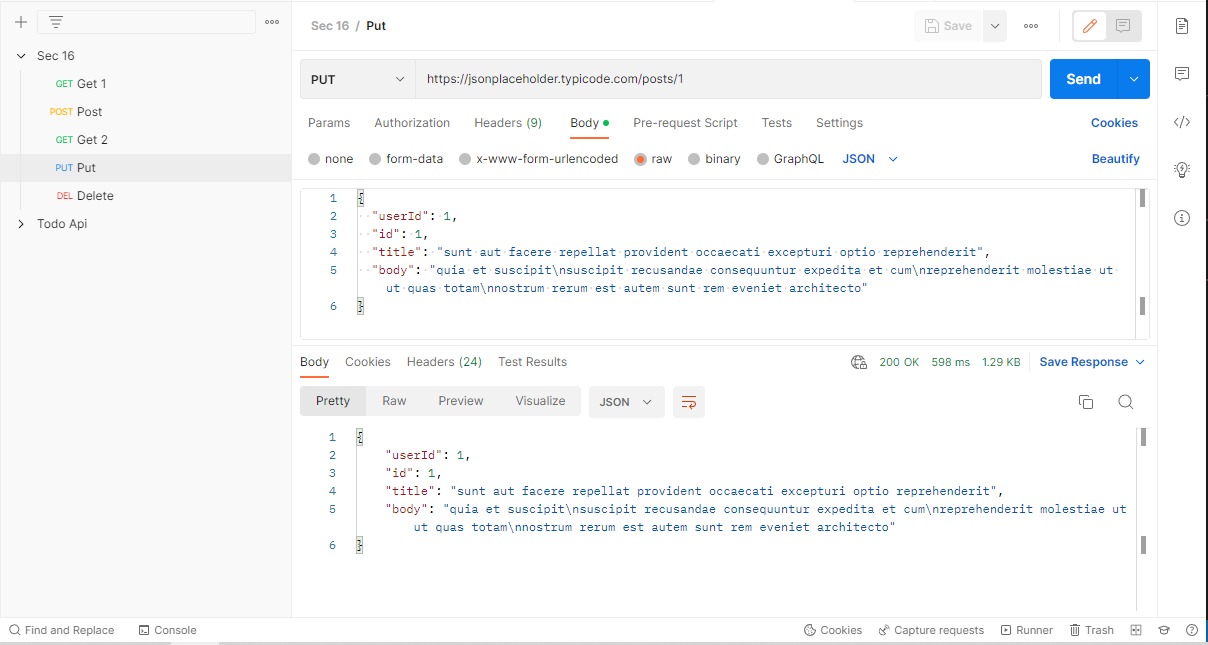 Sec 16 / Put
Save
Sec 16
GET Get 1
POST Post
GET Get 2
PUT Put
DEL Delete
Todo Api
PUT
https://jsonplaceholder.typicode.com/posts/1
Send
Params Authorization Headers (9) Body Pre-request Script Tests Settings Cookies
none form-data x-www-form-urlencoded raw binary GraphQL JSON Beautify
1 {
2 "userId": 1,
3 "id": 1,
4 "title": "sunt aut facere repellat provident occaecati excepturi optio reprehenderit",
5 "body": "quia et suscipit\nsuscipit recusandae consequuntur expedita et cum\nreprehenderit molestiae ut
ut quas totam\nnostrum rerum est autem sunt rem eveniet architecto"
6 }
Body Cookies Headers (24) Test Results 200 OK 598 ms 1.29 KB Save Response
Pretty Raw Preview Visualize JSON
1 {
2 "userId": 1,
3 "id": 1,
4 "title": "sunt aut facere repellat provident occaecati excepturi optio reprehenderit",
5 "body": "quia et suscipit\nsuscipit recusandae consequuntur expedita et cum\nreprehenderit molestiae ut
ut quas totam\nnostrum rerum est autem sunt rem eveniet architecto"
6 }
Find and Replace Console Cookies Capture requests Runner Trash